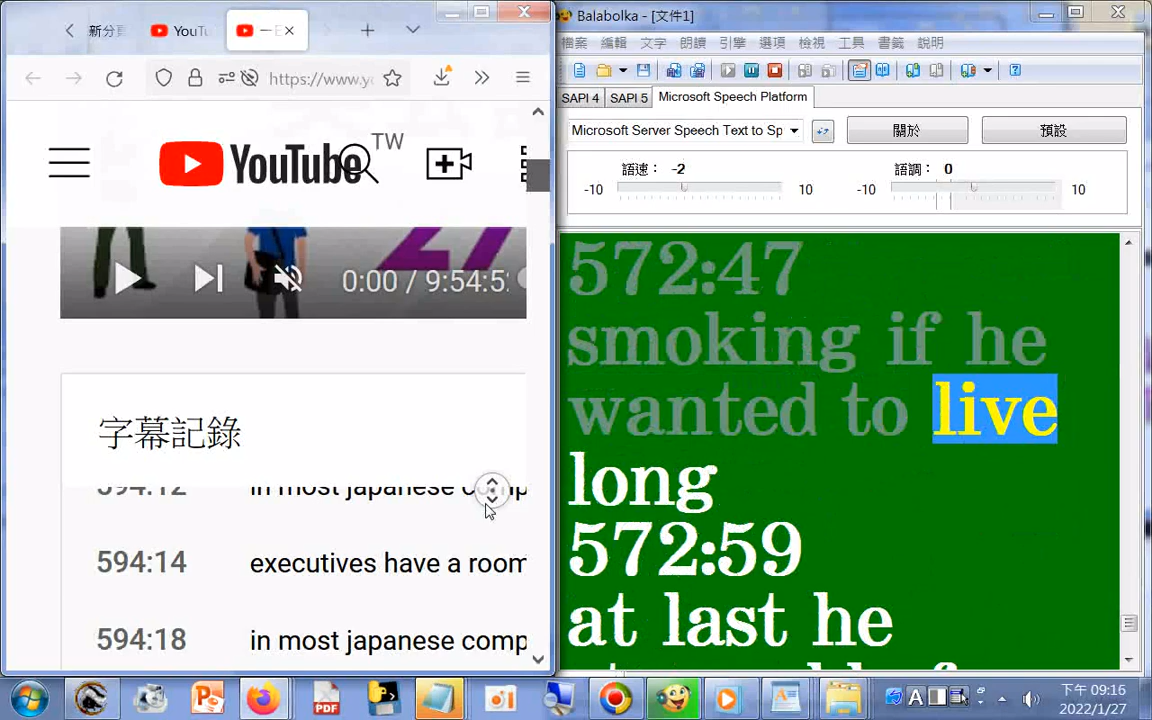 新分
YouTu
一 E
https://www.yo
TW
YouTube
27
0:00 / 9:54:5
字幕記錄
594:12 in most japanese comp
594:14 executives have a room
594:18 in most japanese comp
Balabolka - [文件1]
檔案 編輯 文字 朗讀 引擎 選項 檢視 工具 書籤 說明
SAPI 4 SAPI 5 Microsoft Speech Platform
Microsoft Server Speech Text to Sp 關於 預設
語速： -2 語調： 0
-10 10 -10 10
572:47
smoking if he
wanted to live
long
572:59
at last he
PDF
A
下午 09:16
2022/1/27